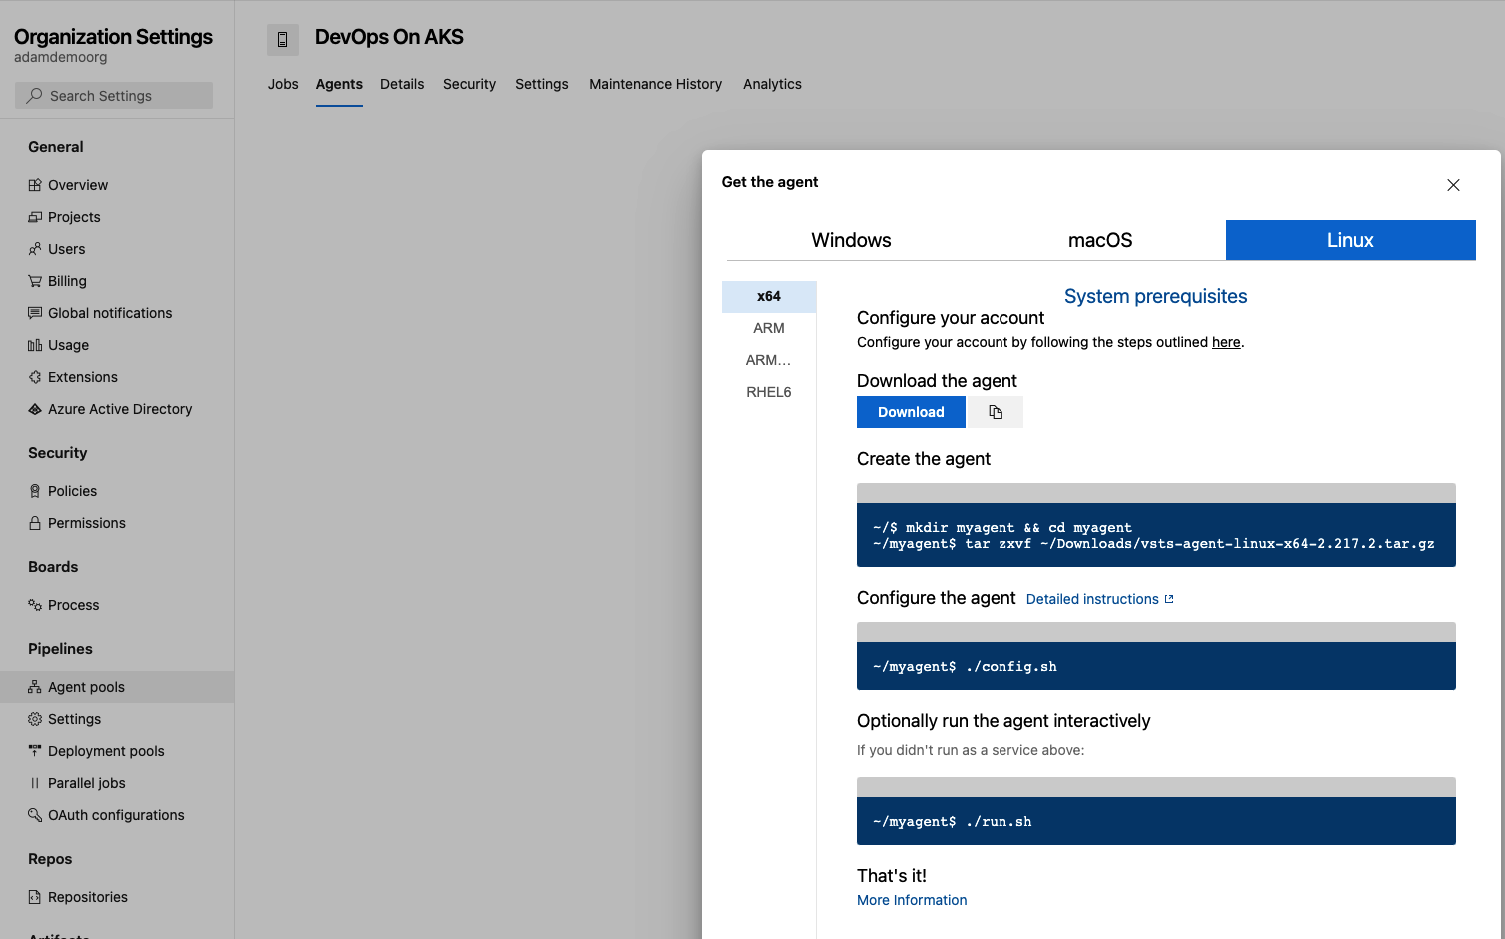 Organization Settings
adamdemoorg
Search Settings
General
Overview
Projects
Users
Billing
Global notifications
Usage
Extensions
Azure Active Directory
Security
Policies
Permissions
Boards
Process
Pipelines
Agent pools
Settings
Deployment pools
Parallel jobs
OAuth configurations
Repos
Repositories
Artifacts
DevOps On AKS
Jobs Agents Details Security Settings Maintenance History Analytics
Get the agent
Windows macOS Linux
x64
ARM
ARM...
RHEL6
System prerequisites
Configure your account
Configure your account by following the steps outlined here.
Download the agent
Download
Create the agent
~/$ mkdir myagent && cd myagent
~/myagent$ tar zxvf ~/Downloads/vsts-agent-linux-x64-2.217.2.tar.gz
Configure the agent Detailed instructions
~/myagent$ ./config.sh
Optionally run the agent interactively
If you didn't run as a service above:
~/myagent$ ./run.sh
That's it!
More Information